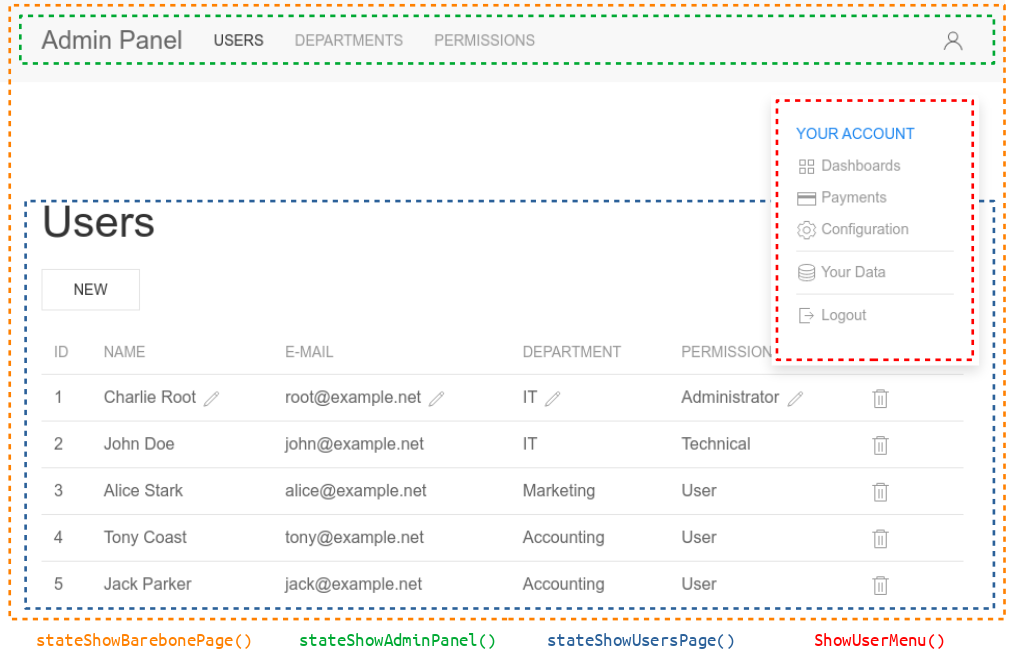 Admin Panel USERS DEPARTMENTS PERMISSIONS
YOUR ACCOUNT
Dashboards
Payments
Configuration
Your Data
Logout
Users
NEW
ID NAME E-MAIL DEPARTMENT PERMISSION
1 Charlie Root root@example.net IT Administrator
2 John Doe john@example.net IT Technical
3 Alice Stark alice@example.net Marketing User
4 Tony Coast tony@example.net Accounting User
5 Jack Parker jack@example.net Accounting User
stateShowBarebonePage() stateShowAdminPanel() stateShowUsersPage() ShowUserMenu()